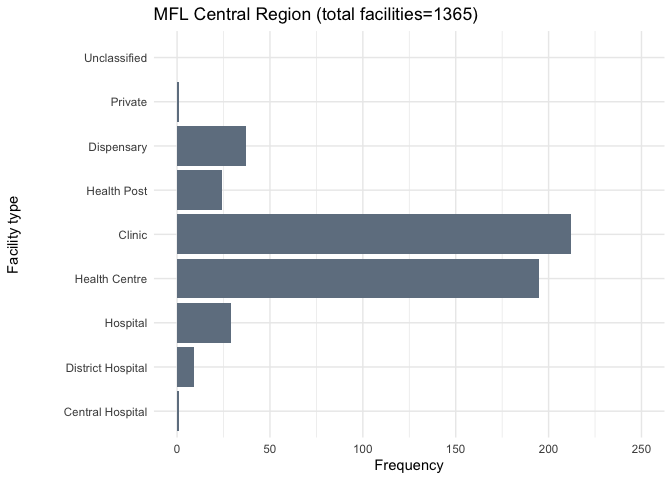 MFL Central Region (total facilities=1365)
Unclassified
Private
Dispensary
Health Post
Clinic
Health Centre
Hospital
District Hospital
Central Hospital
Facility type
0 50 100 150 200 250
Frequency